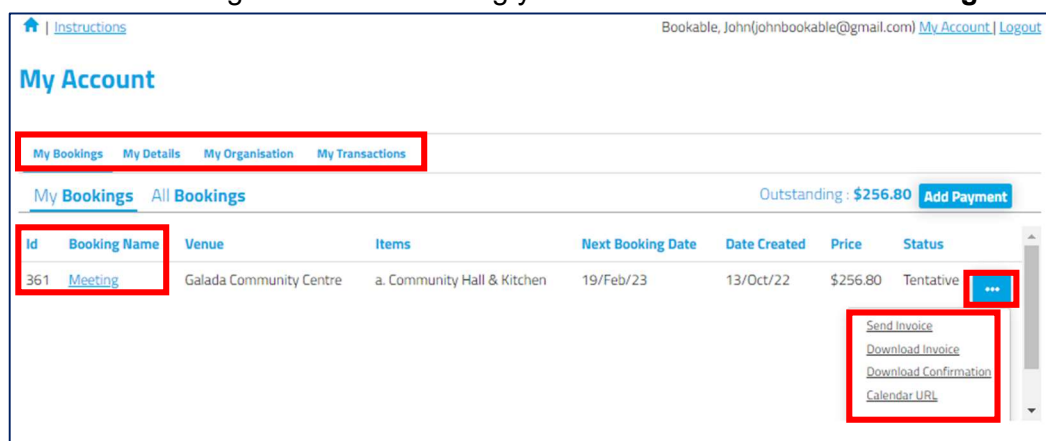 Instructions Bookable, John(johnbookable@gmail.com) My Account | Logout
My Account
My Bookings My Details My Organisation My Transactions
My Bookings All Bookings Outstanding : $256.80 Add Payment
Id Booking Name Venue Items Next Booking Date Date Created Price Status
361 Meeting Galada Community Centre a. Community Hall & Kitchen 19/Feb/23 13/Oct/22 $256.80 Tentative ...
Send Invoice
Download Invoice
Download Confirmation
Calendar URL